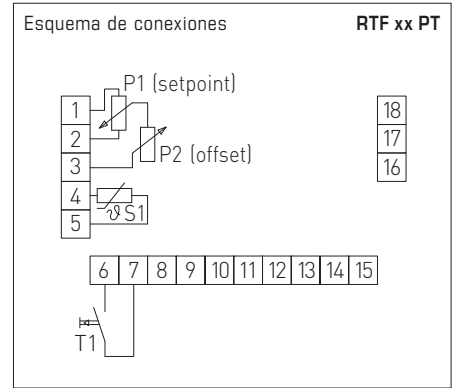 Esquema de conexiones RTF xx PT
P1 (setpoint)
1 18
2 17
P2 (offset)
3 16
4
ϑ S1
5
6 7 8 9 10 11 12 13 14 15
T1